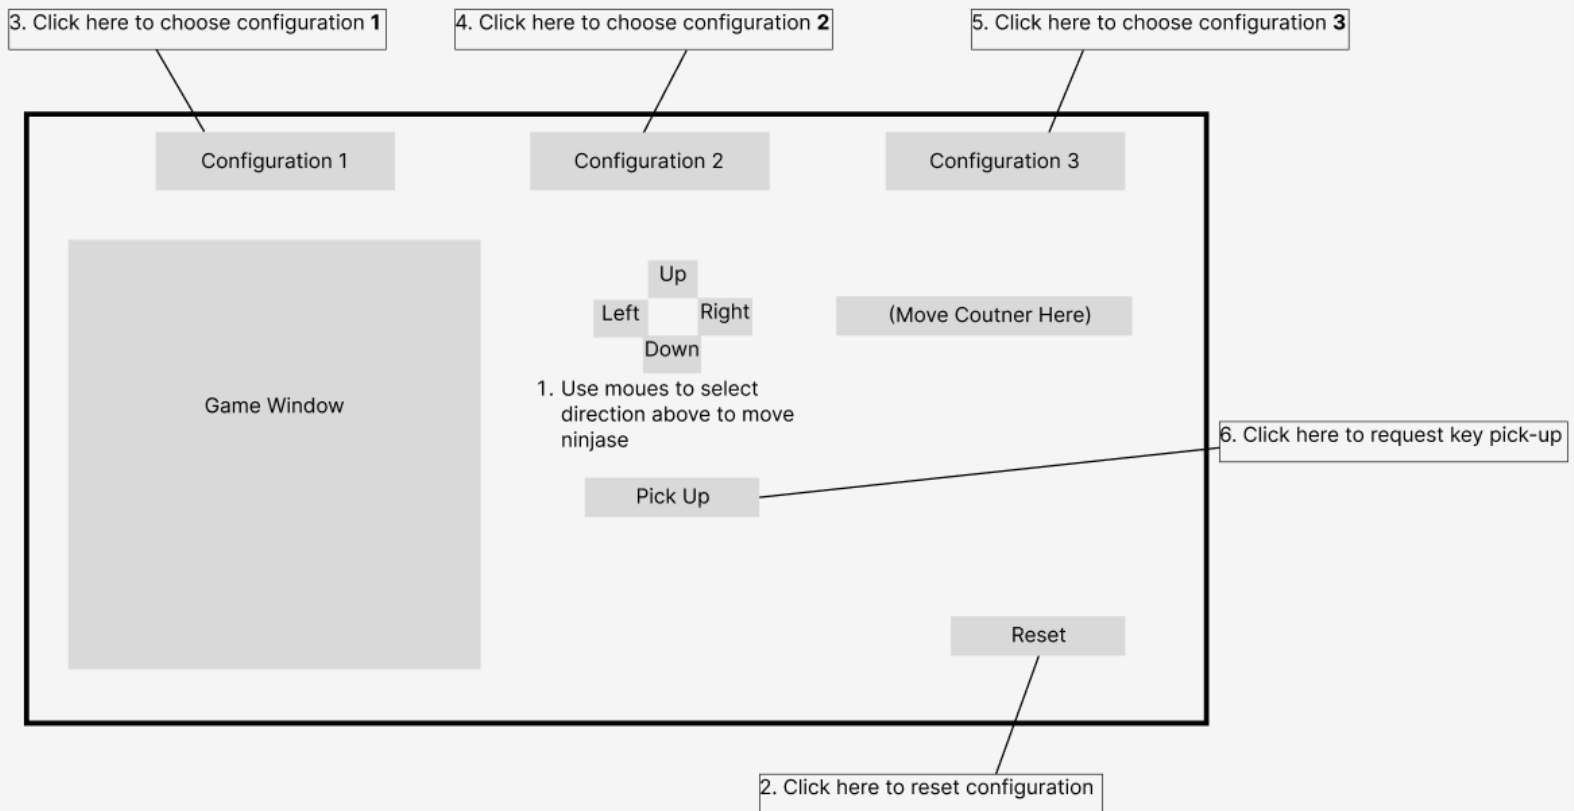 3. Click here to choose configuration 1
4. Click here to choose configuration 2
5. Click here to choose configuration 3
Configuration 1
Configuration 2
Configuration 3
Up
Left
Right
Down
(Move Coutner Here)
1. Use moues to select
direction above to move
ninjase
Game Window
6. Click here to request key pick-up
Pick Up
Reset
2. Click here to reset configuration